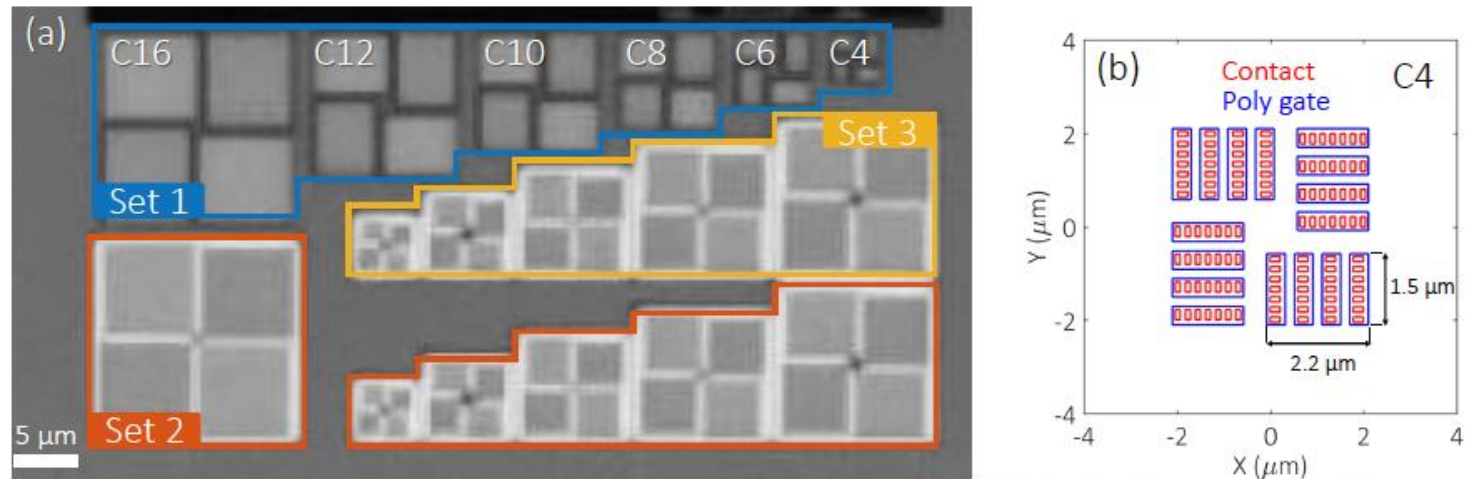 (a)
C16 C12 C10 C8 C6 C4
Set 3
Set 1
Set 2
5 μm
(b)
C4
Contact
Poly gate
4
2
0
-2
-4
Y (μm)
1.5 μm
2.2 μm
-4 -2 0 2 4
X (μm)